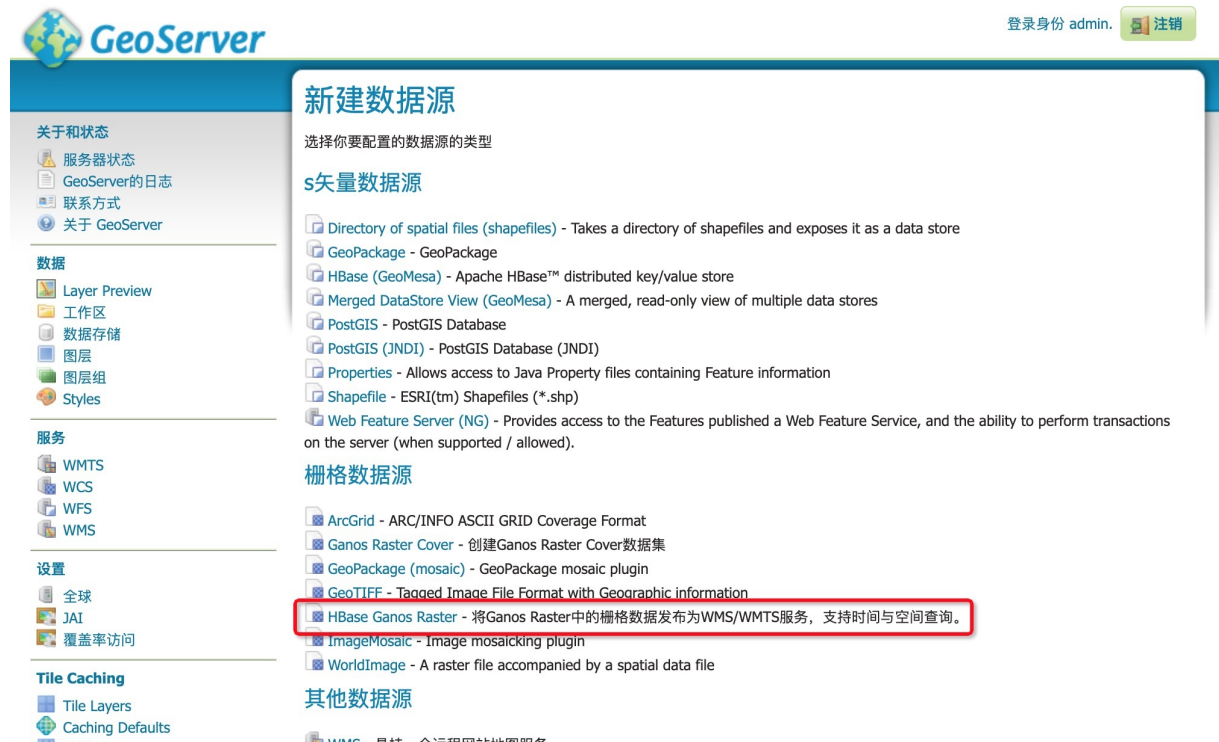 GeoServer
登录身份 admin.
注销
关于和状态
服务器状态
GeoServer的日志
联系方式
关于 GeoServer
数据
Layer Preview
工作区
数据存储
图层
图层组
Styles
服务
WMTS
WCS
WFS
WMS
设置
全球
JAI
覆盖率访问
Tile Caching
Tile Layers
Caching Defaults
新建数据源
选择你要配置的数据源的类型
s矢量数据源
Directory of spatial files (shapefiles) - Takes a directory of shapefiles and exposes it as a data store
GeoPackage - GeoPackage
HBase (GeoMesa) - Apache HBase™ distributed key/value store
Merged DataStore View (GeoMesa) - A merged, read-only view of multiple data stores
PostGIS - PostGIS Database
PostGIS (JNDI) - PostGIS Database (JNDI)
Properties - Allows access to Java Property files containing Feature information
Shapefile - ESRI(tm) Shapefiles (*.shp)
Web Feature Server (NG) - Provides access to the Features published a Web Feature Service, and the ability to perform transactions
on the server (when supported / allowed).
栅格数据源
ArcGrid - ARC/INFO ASCII GRID Coverage Format
Ganos Raster Cover - 创建Ganos Raster Cover数据集
GeoPackage (mosaic) - GeoPackage mosaic plugin
GeoTIFF - Tagged Image File Format with Geographic information
HBase Ganos Raster - 将Ganos Raster中的栅格数据发布为WMS/WMTS服务，支持时间与空间查询。
ImageMosaic - Image mosaicking plugin
WorldImage - A raster file accompanied by a spatial data file
其他数据源